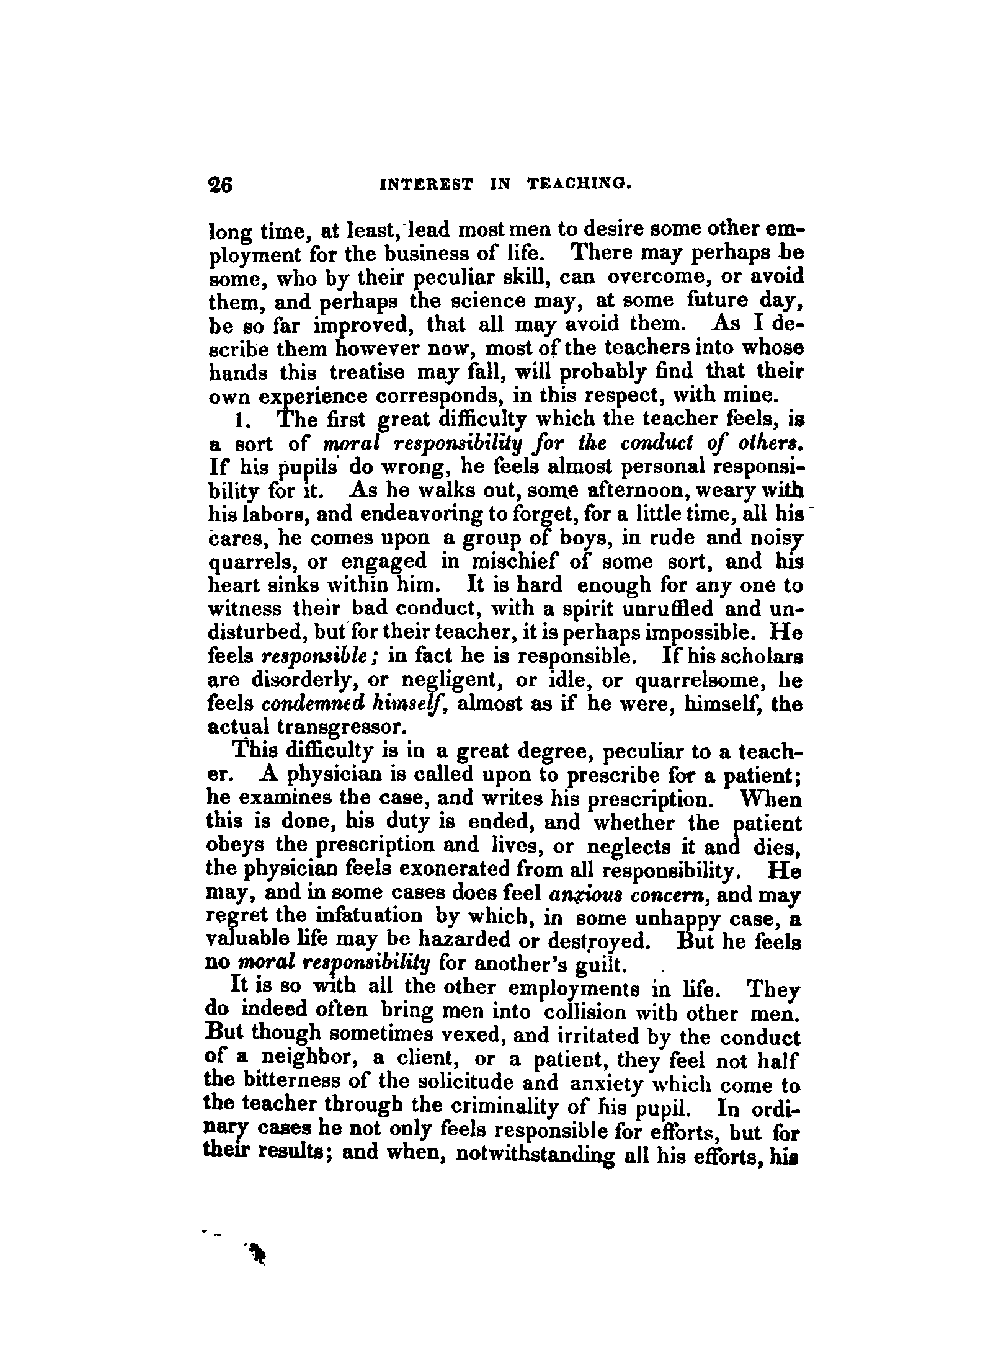 26 INTEREST IN TEACHING.
long time, at least, lead most men to desire some other em-
ployment for the business of life. There may perhaps be
some, who by their peculiar skill, can overcome, or avoid
them, and perhaps the science may, at some future day,
be so far improved, that all may avoid them. As I de-
scribe them however now, most of the teachers into whose
hands this treatise may fall, will probably find that their
own experience corresponds, in this respect, with mine.
1. The first great difficulty which the teacher feels, is
a sort of moral responsibility for the conduct of others.
If his pupils do wrong, he feels almost personal responsi-
bility for it. As he walks out, some afternoon, weary with
his labors, and endeavoring to forget, for a little time, all his
cares, he comes upon a group of boys, in rude and noisy
quarrels, or engaged in mischief of some sort, and his
heart sinks within him. It is hard enough for any one to
witness their bad conduct, with a spirit unruffled and un-
disturbed, but for their teacher, it is perhaps impossible. He
feels responsible; in fact he is responsible. If his scholars
are disorderly, or negligent, or idle, or quarrelsome, he
feels condemned himself, almost as if he were, himself, the
actual transgressor.
This difficulty is in a great degree, peculiar to a teach-
er. A physician is called upon to prescribe for a patient;
he examines the case, and writes his prescription. When
this is done, his duty is ended, and whether the patient
obeys the prescription and lives, or neglects it and dies,
the physician feels exonerated from all responsibility. He
may, and in some cases does feel anxious concern, and may
regret the infatuation by which, in some unhappy case, a
valuable life may be hazarded or destroyed. But he feels
no moral responsibility for another's guilt.
It is so with all the other employments in life. They
do indeed often bring men into collision with other men.
But though sometimes vexed, and irritated by the conduct
of a neighbor, a client, or a patient, they feel not half
the bitterness of the solicitude and anxiety which come to
the teacher through the criminality of his pupil. In ordi-
nary cases he not only feels responsible for efforts, but for
their results; and when, notwithstanding all his efforts, his